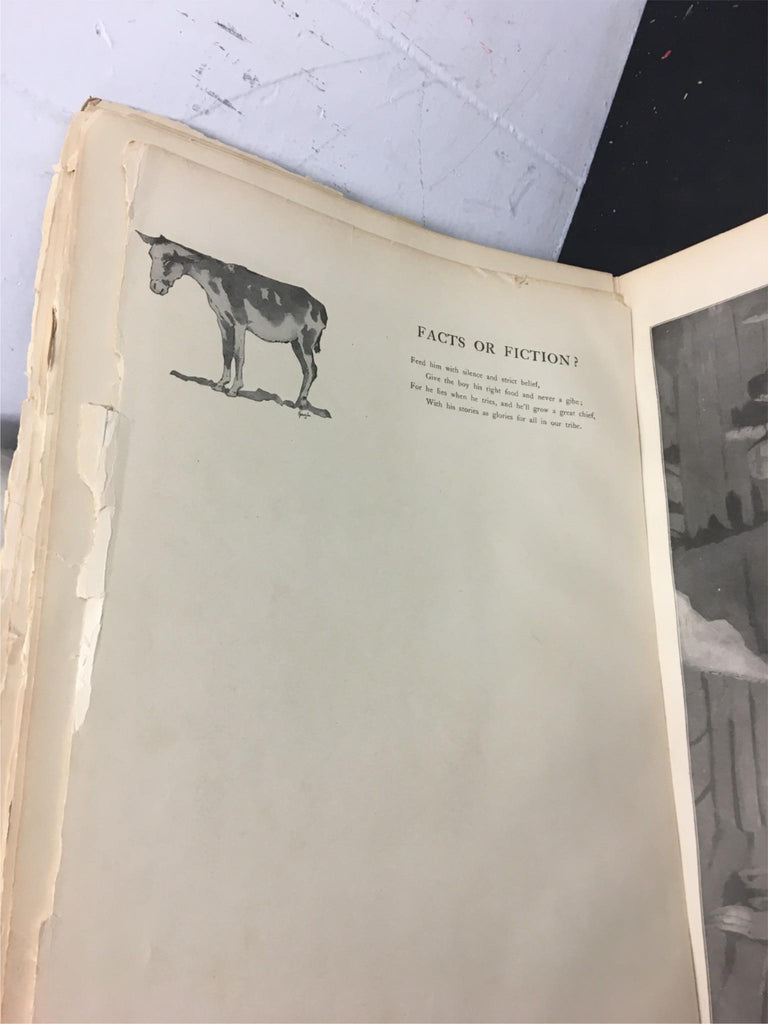 FACTS OR FICTION?
Feed him with silence and strict belief,
Give the boy his right food and never a gibe;
For he lies when he tries, and he'll grow a great chief,
With his stories as glories for all in our tribe.